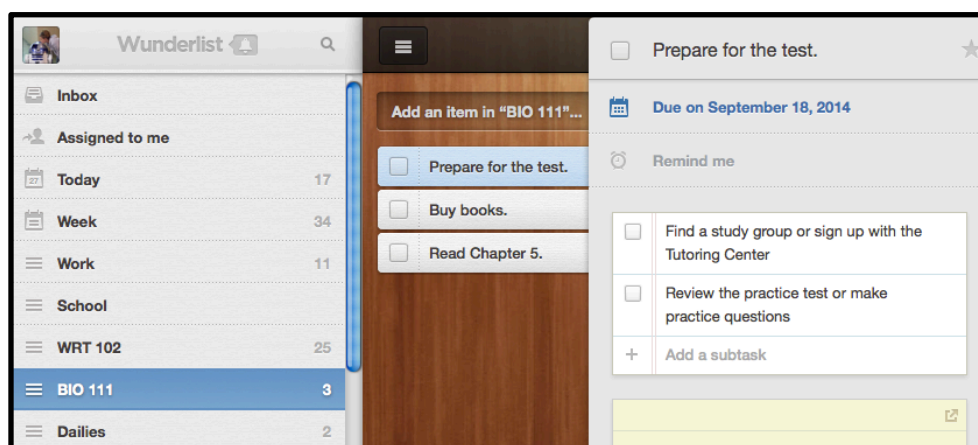 Wunderlist
Inbox
Assigned to me
27
Today 17
Week 34
Work 11
School
WRT 102 25
BIO 111 3
Dailies 2
Add an item in “BIO 111”...
Prepare for the test.
Buy books.
Read Chapter 5.
Prepare for the test.
Due on September 18, 2014
Remind me
Find a study group or sign up with the
Tutoring Center
Review the practice test or make
practice questions
Add a subtask